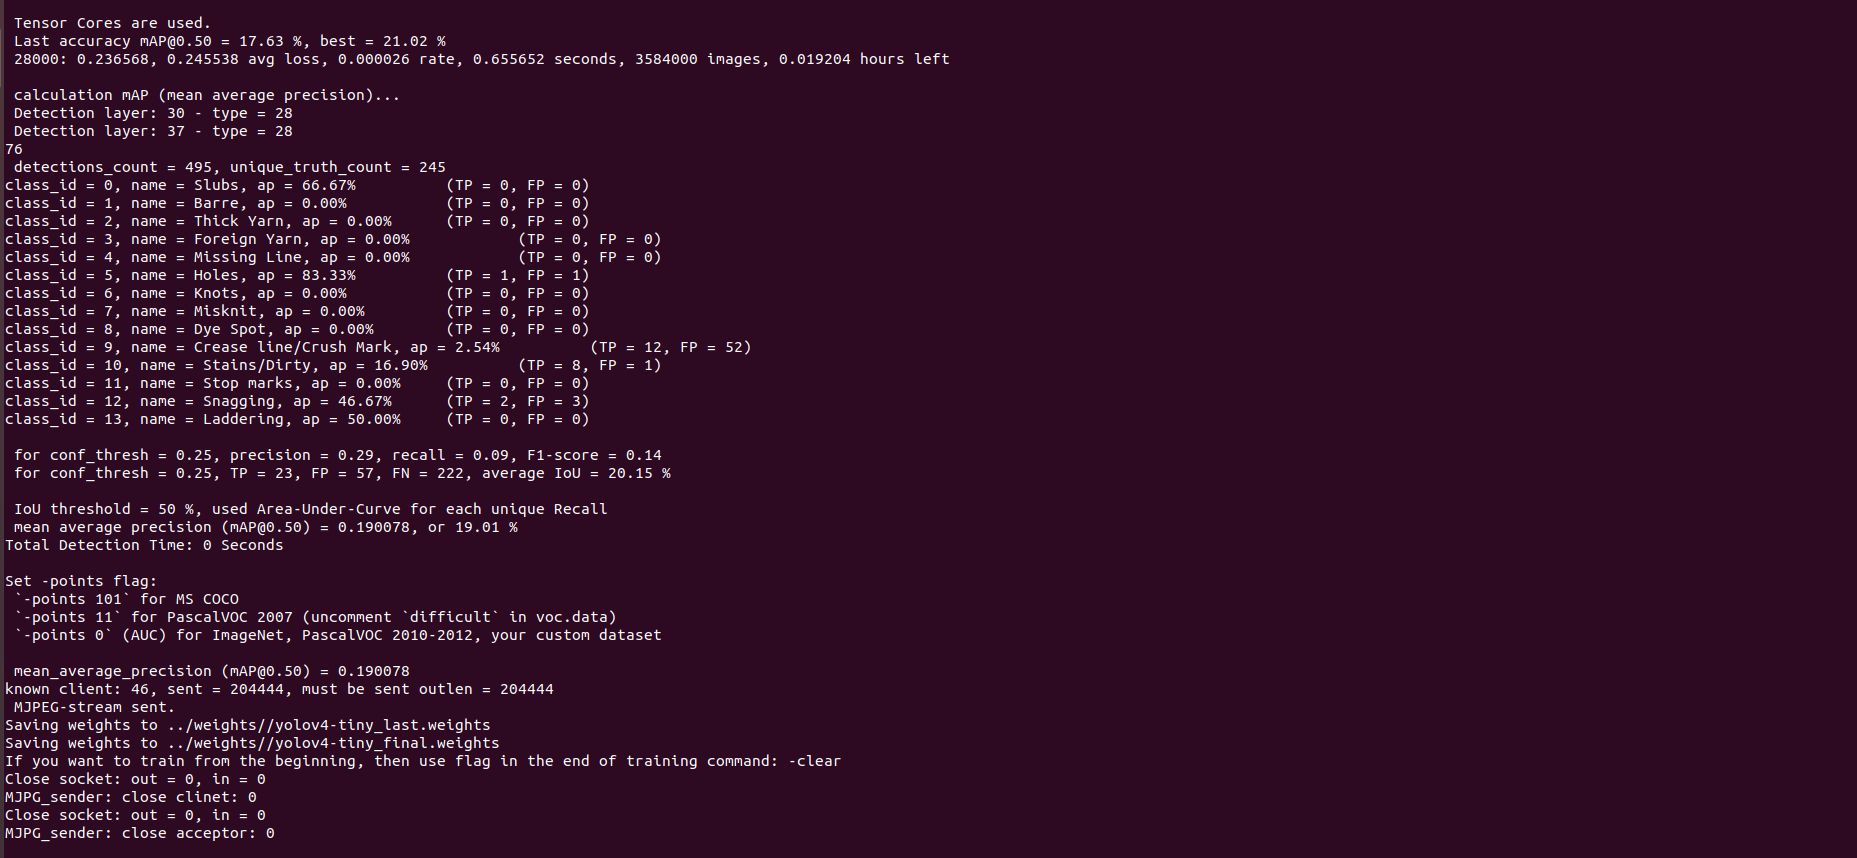 Tensor Cores are used.
Last accuracy mAP@0.50 = 17.63 %, best = 21.02 %
28000: 0.236568, 0.245538 avg loss, 0.000026 rate, 0.655652 seconds, 3584000 images, 0.019204 hours left
calculation mAP (mean average precision)...
Detection layer: 30 - type = 28
Detection layer: 37 - type = 28
76
detections_count = 495, unique_truth_count = 245
class_id = 0, name = Slubs, ap = 66.67% (TP = 0, FP = 0)
class_id = 1, name = Barre, ap = 0.00% (TP = 0, FP = 0)
class_id = 2, name = Thick Yarn, ap = 0.00% (TP = 0, FP = 0)
class_id = 3, name = Foreign Yarn, ap = 0.00% (TP = 0, FP = 0)
class_id = 4, name = Missing Line, ap = 0.00% (TP = 0, FP = 0)
class_id = 5, name = Holes, ap = 83.33% (TP = 1, FP = 1)
class_id = 6, name = Knots, ap = 0.00% (TP = 0, FP = 0)
class_id = 7, name = Misknit, ap = 0.00% (TP = 0, FP = 0)
class_id = 8, name = Dye Spot, ap = 0.00% (TP = 0, FP = 0)
class_id = 9, name = Crease line/Crush Mark, ap = 2.54% (TP = 12, FP = 52)
class_id = 10, name = Stains/Dirty, ap = 16.90% (TP = 8, FP = 1)
class_id = 11, name = Stop marks, ap = 0.00% (TP = 0, FP = 0)
class_id = 12, name = Snagging, ap = 46.67% (TP = 2, FP = 3)
class_id = 13, name = Laddering, ap = 50.00% (TP = 0, FP = 0)
for conf_thresh = 0.25, precision = 0.29, recall = 0.09, F1-score = 0.14
for conf_thresh = 0.25, TP = 23, FP = 57, FN = 222, average IoU = 20.15 %
IoU threshold = 50 %, used Area-Under-Curve for each unique Recall
mean average precision (mAP@0.50) = 0.190078, or 19.01 %
Total Detection Time: 0 Seconds
Set -points flag:
`-points 101` for MS COCO
`-points 11` for PascalVOC 2007 (uncomment `difficult` in voc.data)
`-points 0` (AUC) for ImageNet, PascalVOC 2010-2012, your custom dataset
mean_average_precision (mAP@0.50) = 0.190078
known client: 46, sent = 204444, must be sent outlen = 204444
MJPEG-stream sent.
Saving weights to ../weights//yolov4-tiny_last.weights
Saving weights to ../weights//yolov4-tiny_final.weights
If you want to train from the beginning, then use flag in the end of training command: -clear
Close socket: out = 0, in = 0
MJPG_sender: close clinet: 0
Close socket: out = 0, in = 0
MJPG_sender: close acceptor: 0